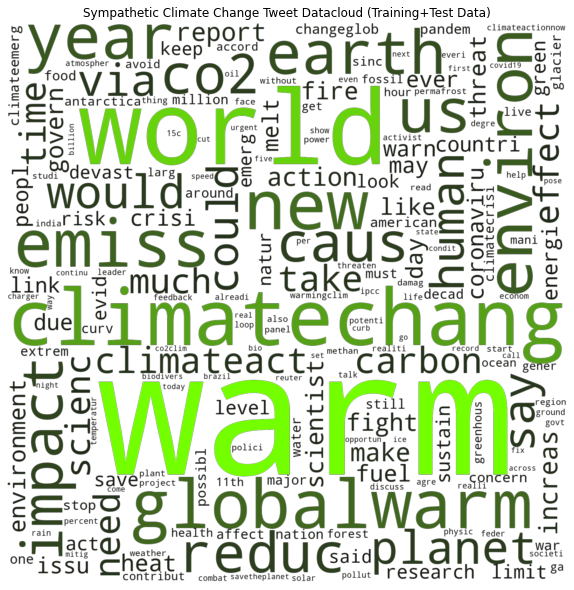 Sympathetic Climate Change Tweet Datacloud (Training+Test Data)
year
via
co2
report
changeglob
pandem
climateactionnow
keep
accord
earth
sinc
oil
next
everi
covid19
first
glacier
green
atmospher
avoid
food
without
even
fossil
climateemerg
time
govern
antarctica
thing
million
face
fire
ever
hour
permafrost
us
threat
environ
world
get
melt
15c
cut
urgent
show
power
activist
degre
live
billion
emerg
warn
countri
effect
peopl
studi
devast
larg
speed
five
action
look
may
read
help
pose
would
could
new
like
human
coronaviru
climatecrisi
energi
india
risk
crisi
around
american
day
state
mani
emiss
natur
caus
per
condit
know
continu
leader
threaten
damag
link
much
take
must
decad
econom
charger
way
evid
feedback
alreadi
warmingclim
ipcc
life
climatechang
due
curv
real
loop
also
panel
potenti
curb
go
extrem
co2clim
bio
methan
realiti
record
start
call
ocean
gener
climateact
carbon
set
night
scienc
biodivers
today
brazil
reuter
talk
say
impact
environment
temperatur
warm
level
polici
water
scientist
still
fight
opportun
ice
make
sustain
greenhous
region
ground
govt
increas
fix
across
save
plant
project
possibl
11th
major
discuss
fuel
agre
realli
concern
need
come
globalwarm
stop
percent
rain
act
health
affect
nation
forest
physic
feder
war
one
mitig
issu
weather
heat
contribut
reduc
said
planet
societi
combat
savetheplanet
solar
pollut
research
limit
ga